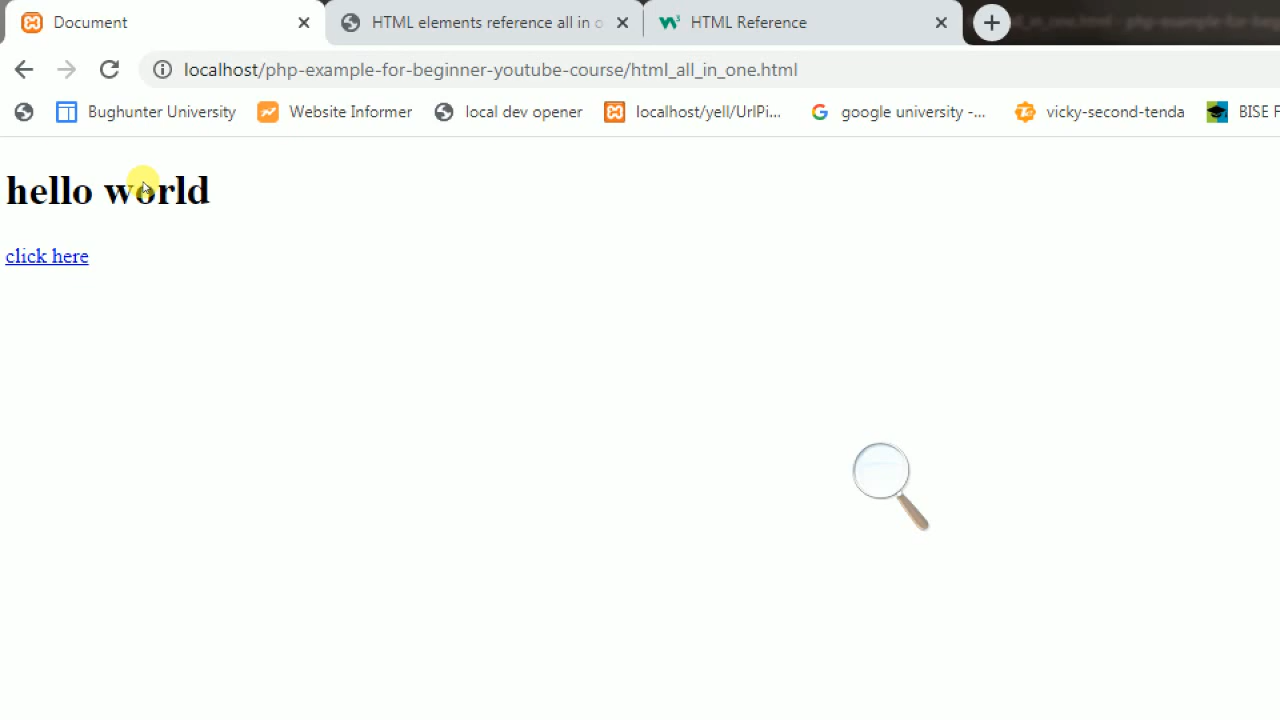 Document
HTML elements reference all in o
HTML Reference
localhost/php-example-for-beginner-youtube-course/html_all_in_one.html
Bughunter University
Website Informer
local dev opener
localhost/yell/UrlPi...
google university -...
vicky-second-tenda
BISE F
hello world
click here